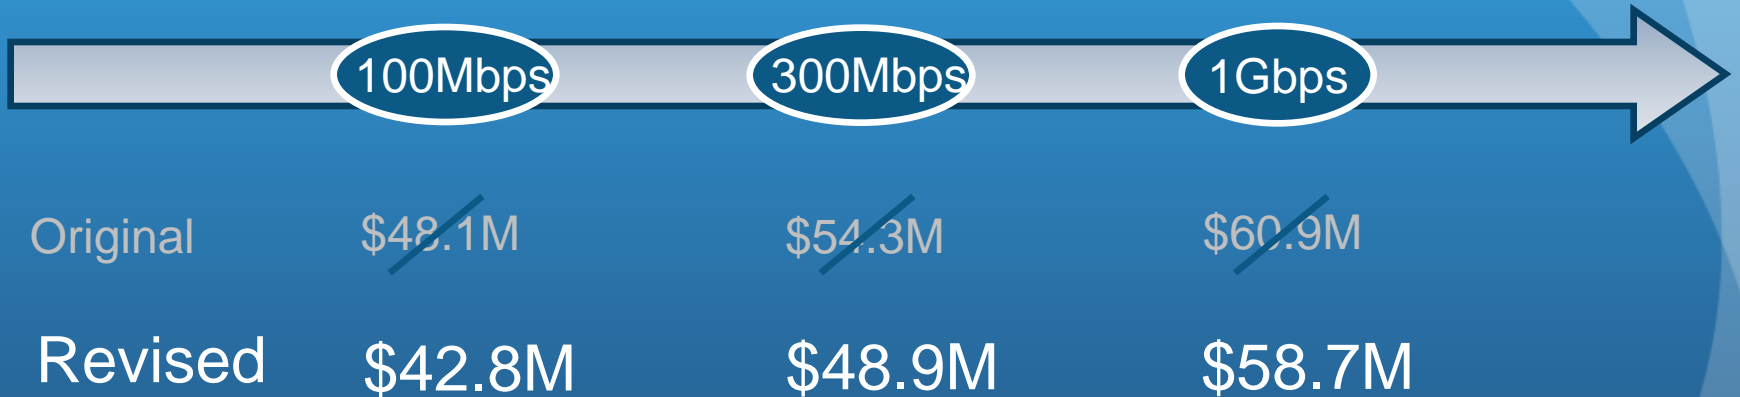 100Mbps 300Mbps 1Gbps
Original $48.1M $54.3M $60.9M
Revised $42.8M $48.9M $58.7M